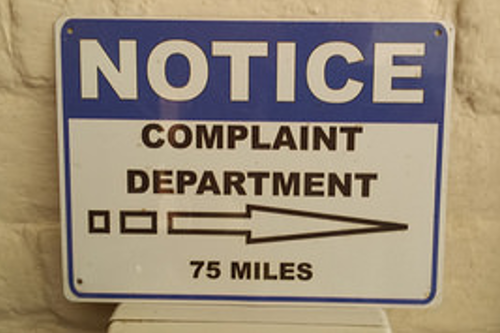 NOTICE
COMPLAINT
DEPARTMENT
75 MILES